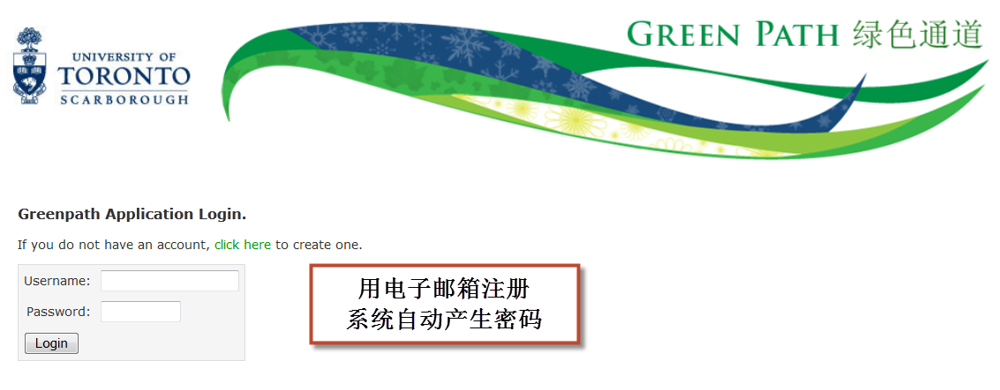 UNIVERSITY OF
TORONTO
SCARBOROUGH
GREEN PATH 绿色通道
Greenpath Application Login.
If you do not have an account, click here to create one.
Username:
Password:
Login
用电子邮箱注册
系统自动产生密码